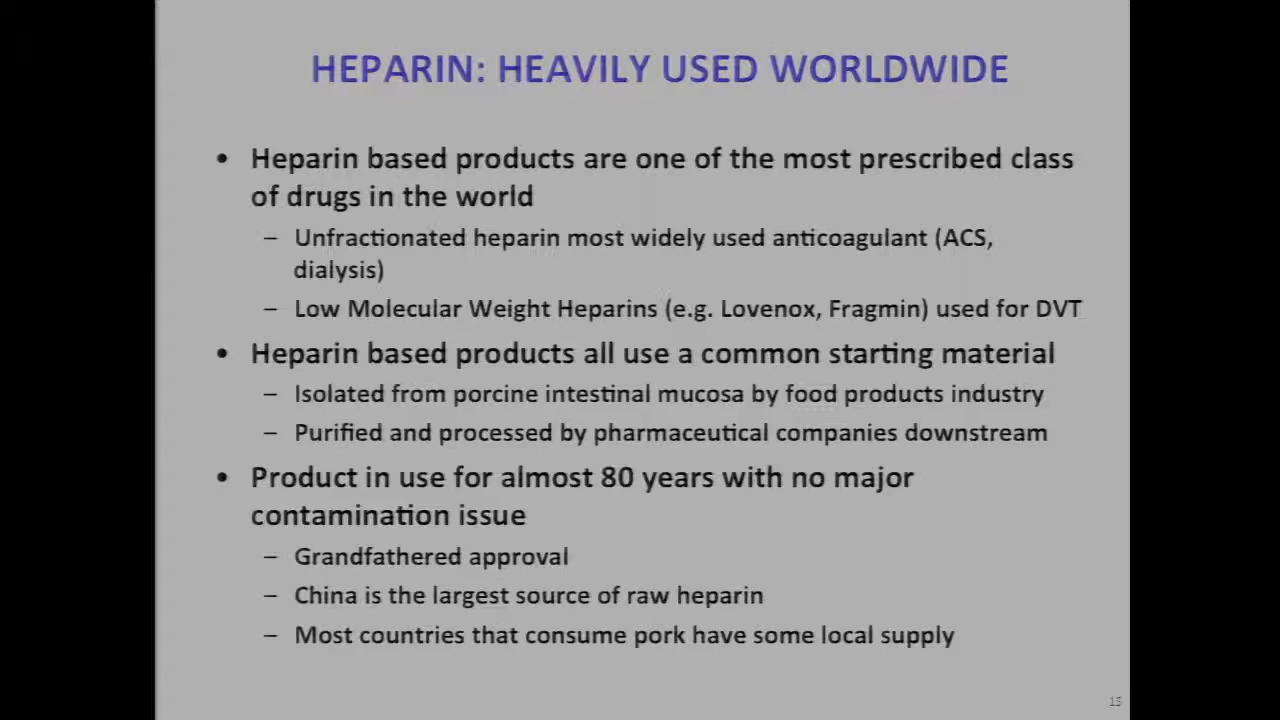 HEPARIN: HEAVILY USED WORLDWIDE
• Heparin based products are one of the most prescribed class
of drugs in the world
– Unfractionated heparin most widely used anticoagulant (ACS,
dialysis)
– Low Molecular Weight Heparins (e.g. Lovenox, Fragmin) used for DVT
• Heparin based products all use a common starting material
– Isolated from porcine intestinal mucosa by food products industry
– Purified and processed by pharmaceutical companies downstream
• Product in use for almost 80 years with no major
contamination issue
– Grandfathered approval
– China is the largest source of raw heparin
– Most countries that consume pork have some local supply
15